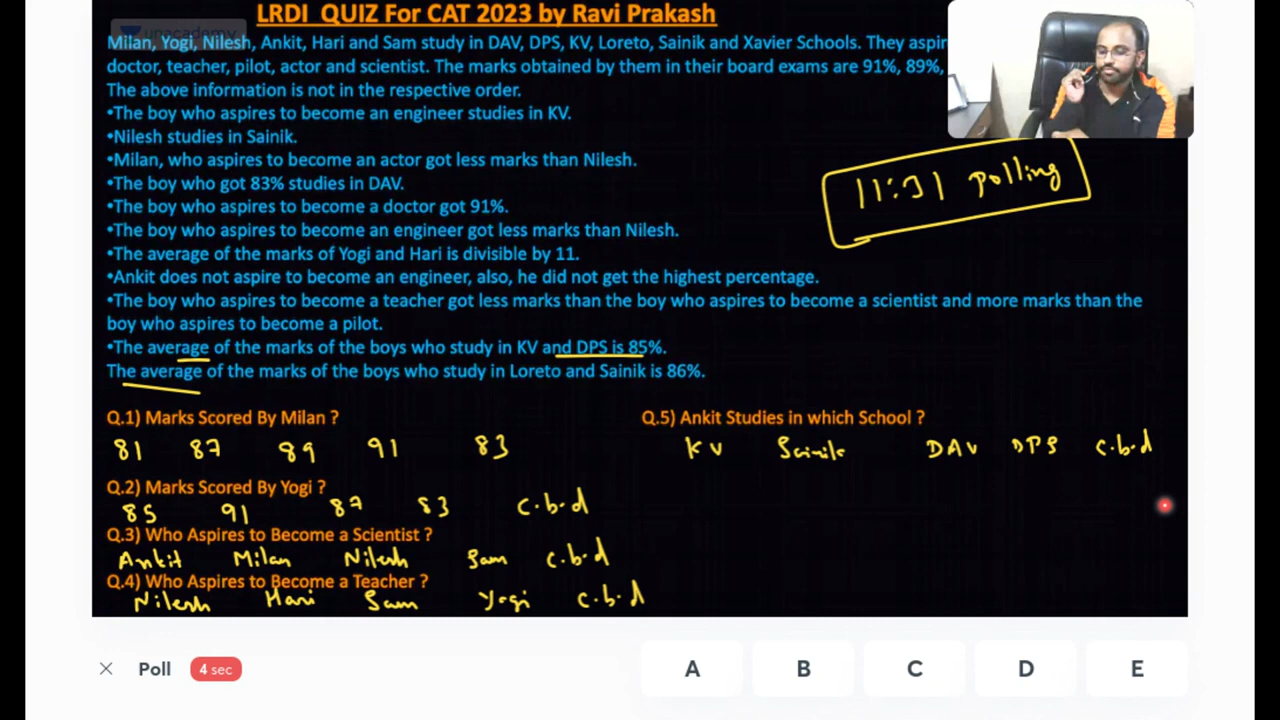 LRDI QUIZ For CAT 2023 by Ravi Prakash
unacademy
Milan, Yogi, Nilesh, Ankit, Hari and Sam study in DAV, DPS, KV, Loreto, Sainik and Xavier Schools. They aspir
doctor, teacher, pilot, actor and scientist. The marks obtained by them in their board exams are 91%, 89%,
The above information is not in the respective order.
•The boy who aspires to become an engineer studies in KV.
•Nilesh studies in Sainik.
•Milan, who aspires to become an actor got less marks than Nilesh.
•The boy who got 83% studies in DAV.
•The boy who aspires to become a doctor got 91%.
•The boy who aspires to become an engineer got less marks than Nilesh.
•The average of the marks of Yogi and Hari is divisible by 11.
•Ankit does not aspire to become an engineer, also, he did not get the highest percentage.
•The boy who aspires to become a teacher got less marks than the boy who aspires to become a scientist and more marks than the
boy who aspires to become a pilot.
•The average of the marks of the boys who study in KV and DPS is 85%.
The average of the marks of the boys who study in Loreto and Sainik is 86%.
11:31 polling
Q.1) Marks Scored By Milan ?
81 87 89 91 83
Q.2) Marks Scored By Yogi ?
85 91 87 83 c.b.d
Q.3) Who Aspires to Become a Scientist ?
Ankit Milan Nilesh Sam c.b.d
Q.4) Who Aspires to Become a Teacher ?
Nilesh Hari Sam Yogi c.b.d
Q.5) Ankit Studies in which School ?
KV Sainik DAV DPS c.b.d
× Poll 4 sec A B C D E